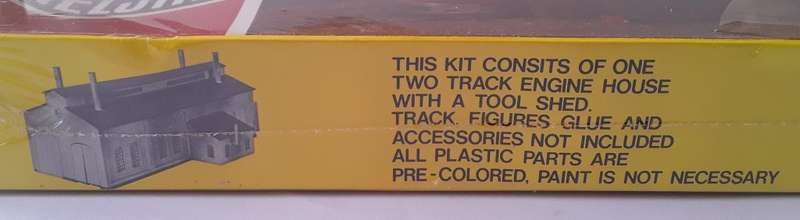 THIS KIT CONSITS OF ONE
TWO TRACK ENGINE HOUSE
WITH A TOOL SHED.
TRACK, FIGURES GLUE AND
ACCESSORIES NOT INCLUDED
ALL PLASTIC PARTS ARE
PRE-COLORED, PAINT IS NOT NECESSARY